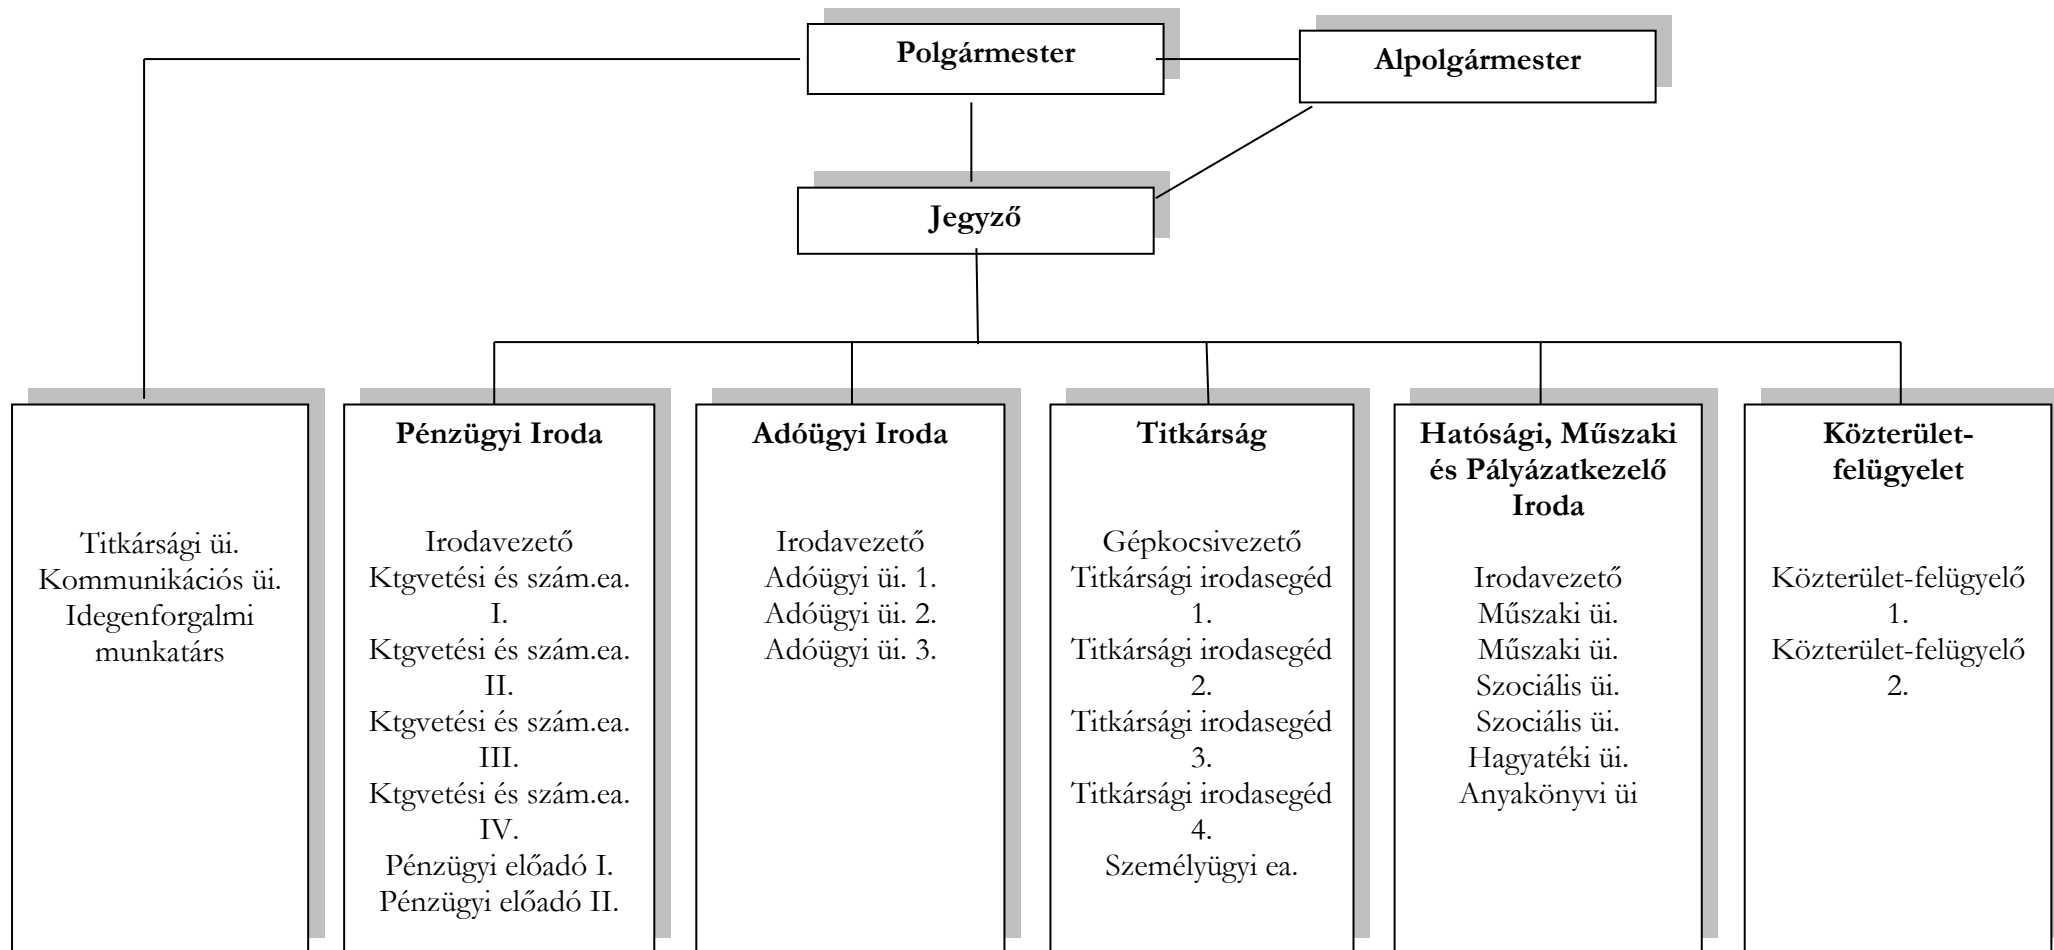 Polgármester
Alpolgármester
Jegyző
Titkársági üi.
Kommunikációs üi.
Idegenforgalmi
munkatárs
Pénzügyi Iroda
Irodavezető
Ktgvetési és szám.ea.
I.
Ktgvetési és szám.ea.
II.
Ktgvetési és szám.ea.
III.
Ktgvetési és szám.ea.
IV.
Pénzügyi előadó I.
Pénzügyi előadó II.
Adóügyi Iroda
Irodavezető
Adóügyi üi. 1.
Adóügyi üi. 2.
Adóügyi üi. 3.
Titkárság
Gépkocsivezető
Titkársági irodasegéd
1.
Titkársági irodasegéd
2.
Titkársági irodasegéd
3.
Titkársági irodasegéd
4.
Személyügyi ea.
Hatósági, Műszaki
és Pályázatkezelő
Iroda
Irodavezető
Műszaki üi.
Műszaki üi.
Szociális üi.
Szociális üi.
Hagyatéki üi.
Anyakönyvi üi
Közterület-
felügyelet
Közterület-felügyelő
1.
Közterület-felügyelő
2.